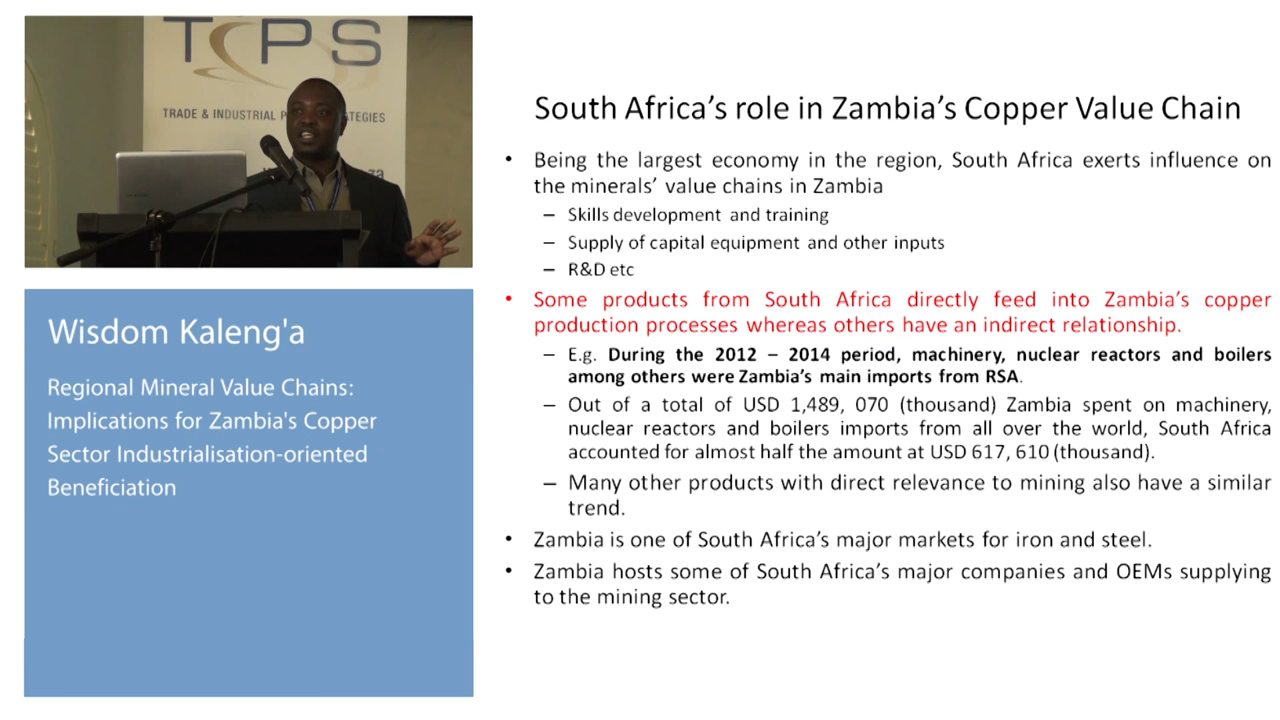 TIPS
TRADE & INDUSTRIAL P TEGIES
za
Wisdom Kaleng'a
Regional Mineral Value Chains:
Implications for Zambia's Copper
Sector Industrialisation-oriented
Beneficiation
South Africa's role in Zambia's Copper Value Chain
• Being the largest economy in the region, South Africa exerts influence on
the minerals' value chains in Zambia
– Skills development and training
– Supply of capital equipment and other inputs
– R&D etc
• Some products from South Africa directly feed into Zambia's copper
production processes whereas others have an indirect relationship.
– E.g. During the 2012 – 2014 period, machinery, nuclear reactors and boilers
among others were Zambia's main imports from RSA.
– Out of a total of USD 1,489, 070 (thousand) Zambia spent on machinery,
nuclear reactors and boilers imports from all over the world, South Africa
accounted for almost half the amount at USD 617, 610 (thousand).
– Many other products with direct relevance to mining also have a similar
trend.
• Zambia is one of South Africa's major markets for iron and steel.
• Zambia hosts some of South Africa's major companies and OEMs supplying
to the mining sector.